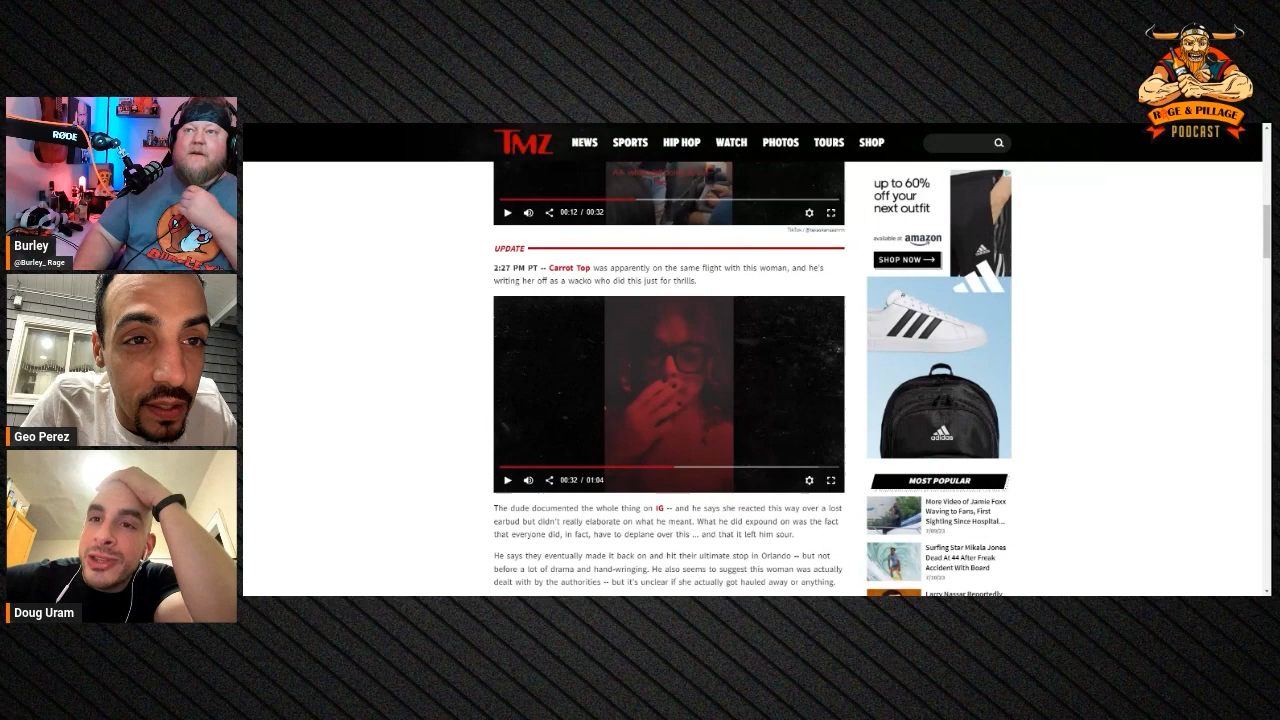 RAGE & PILLAGE
PODCAST
RØDE
Burley
@Burley_Rage
Geo Perez
Doug Uram
TMZ NEWS SPORTS HIP HOP WATCH PHOTOS TOURS SHOP
00:12 / 00:32
UPDATE
2:27 PM PT -- Carrot Top was apparently on the same flight with this woman, and he's
writing her off as a wacko who did this just for thrills.
00:32 / 01:04
The dude documented the whole thing on IG -- and he says she reacted this way over a lost
earbud but didn't really elaborate on what he meant. What he did expound on was the fact
that everyone did, in fact, have to deplane over this ... and that it left him sour.
He says they eventually made it back on and hit their ultimate stop in Orlando -- but not
before a lot of drama and hand-wringing. He also seems to suggest this woman was actually
dealt with by the authorities -- but it's unclear if she actually got hauled away or anything.
up to 60%
off your
next outfit
available at amazon
SHOP NOW
adidas
MOST POPULAR
More Video of Jamie Foxx
Waving to Fans, First
Sighting Since Hospital...
Surfing Star Mikala Jones
Dead At 44 After Freak
Accident With Board
Larry Nassar Reportedly